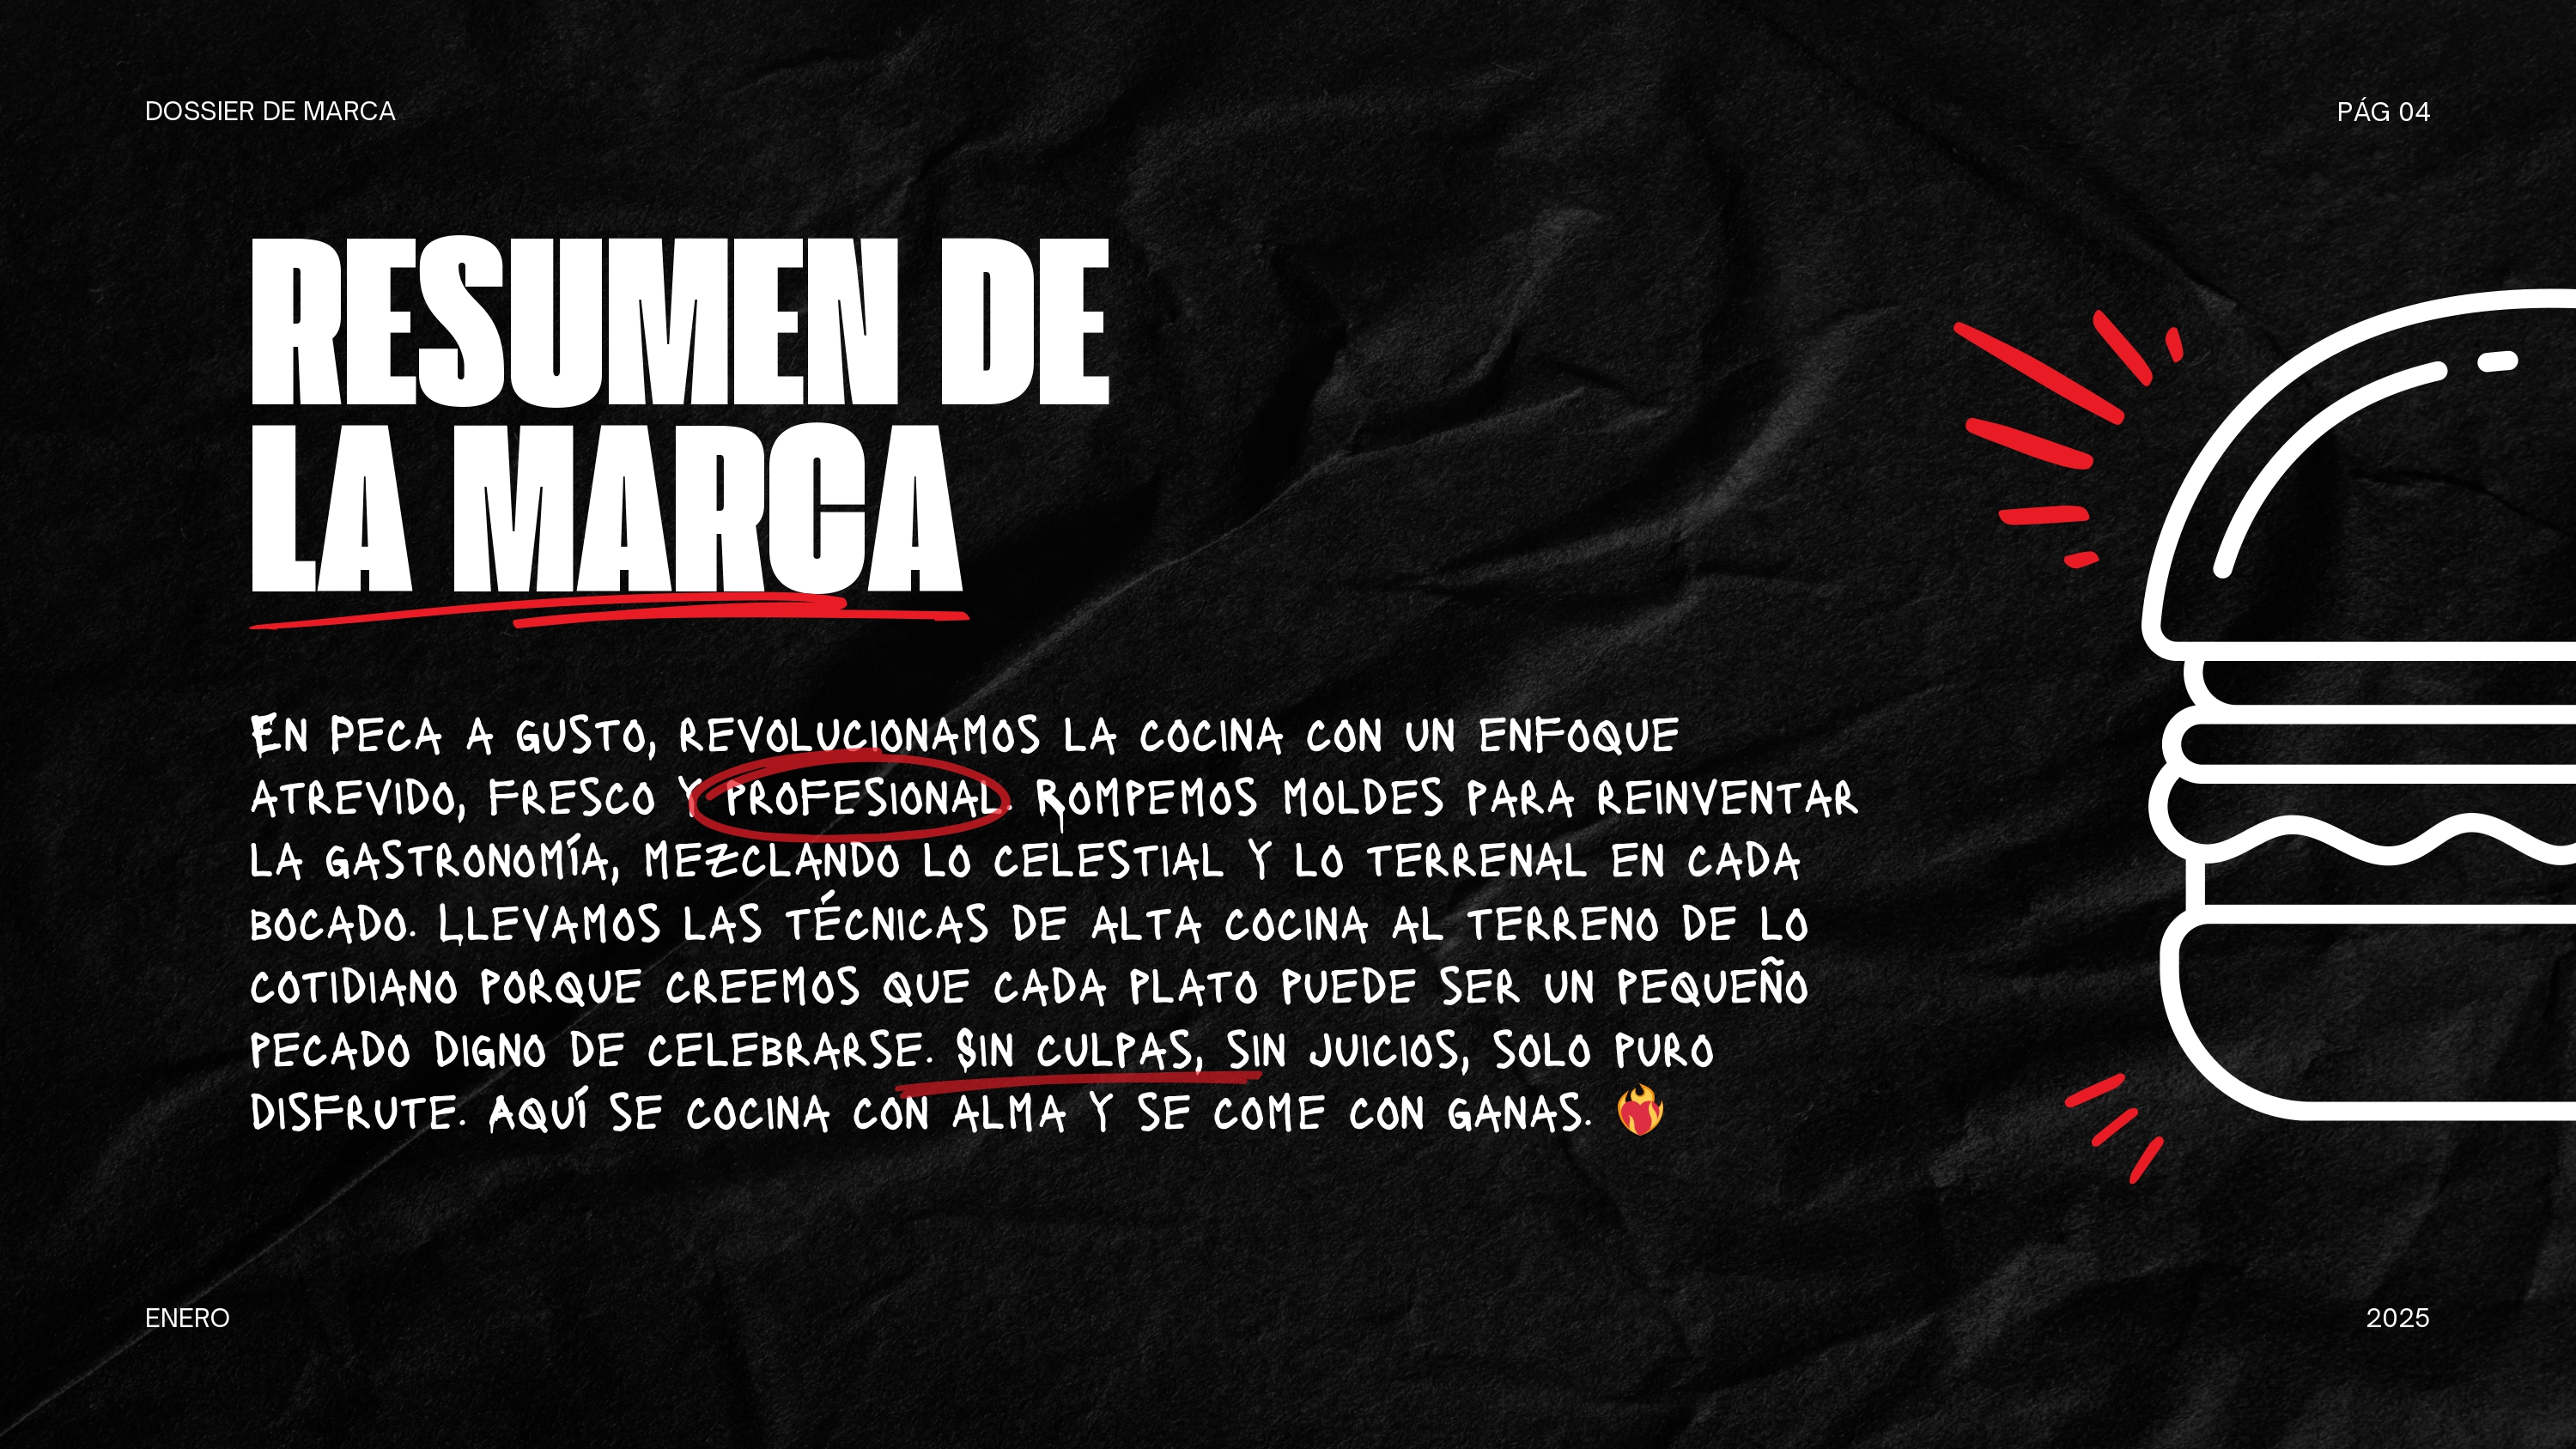 DOSSIER DE MARCA
PÁG 04
RESUMEN DE
LA MARCA
EN PECA A GUSTO, REVOLUCIONAMOS LA COCINA CON UN ENFOQUE
ATREVIDO, FRESCO Y PROFESIONAL. ROMPEMOS MOLDES PARA REINVENTAR
LA GASTRONOMÍA, MEZCLANDO LO CELESTIAL Y LO TERRENAL EN CADA
BOCADO. LLEVAMOS LAS TÉCNICAS DE ALTA COCINA AL TERRENO DE LO
COTIDIANO PORQUE CREEMOS QUE CADA PLATO PUEDE SER UN PEQUEÑO
PECADO DIGNO DE CELEBRARSE. SIN CULPAS, SIN JUICIOS, SOLO PURO
DISFRUTE. AQUÍ SE COCINA CON ALMA Y SE COME CON GANAS. ❤️‍🔥
ENERO
2025